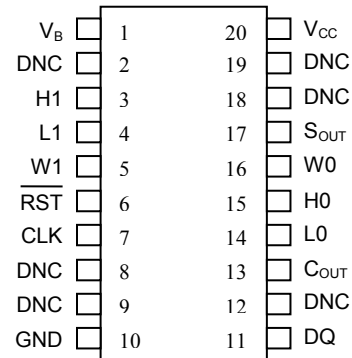 V_B 1 20 V_CC
DNC 2 19 DNC
H1 3 18 DNC
L1 4 17 S_OUT
W1 5 16 W0
R̅S̅T̅ 6 15 H0
CLK 7 14 L0
DNC 8 13 C_OUT
DNC 9 12 DNC
GND 10 11 DQ